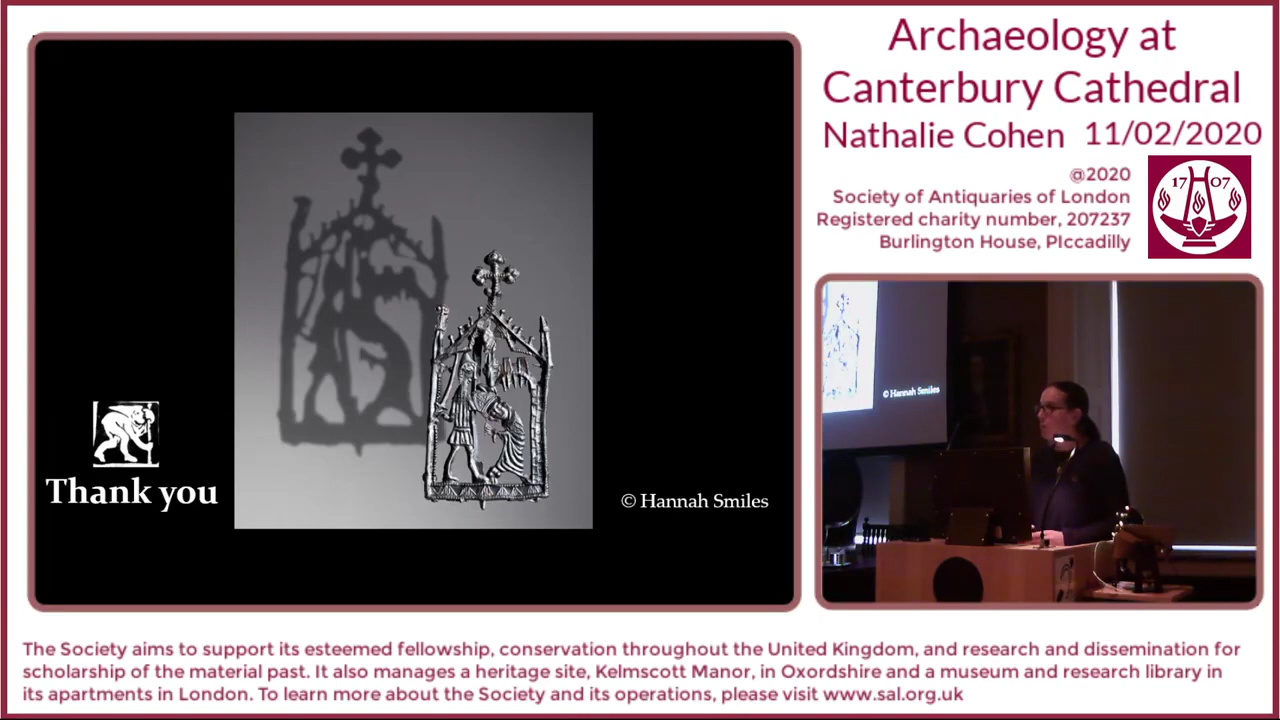 Archaeology at
Canterbury Cathedral
Nathalie Cohen 11/02/2020
@2020
Society of Antiquaries of London
Registered charity number, 207237
Burlington House, PIccadilly
17 07
Thank you
© Hannah Smiles
© Hannah Smiles
The Society aims to support its esteemed fellowship, conservation throughout the United Kingdom, and research and dissemination for
scholarship of the material past. It also manages a heritage site, Kelmscott Manor, in Oxordshire and a museum and research library in
its apartments in London. To learn more about the Society and its operations, please visit www.sal.org.uk